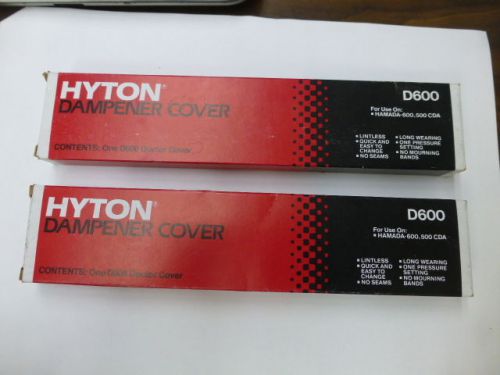 HYTON®
DAMPENER COVER
CONTENTS: One D600 Ductor Cover
D600
For Use On:
• HAMADA-600, 500 CDA
• LINTLESS
• QUICK AND
EASY TO
CHANGE
• NO SEAMS
• LONG WEARING
• ONE PRESSURE
SETTING
• NO MOURNING
BANDS
HYTON®
DAMPENER COVER
CONTENTS: One D600 Ductor Cover
D600
For Use On:
• HAMADA-600, 500 CDA
• LINTLESS
• QUICK AND
EASY TO
CHANGE
• NO SEAMS
• LONG WEARING
• ONE PRESSURE
SETTING
• NO MOURNING
BANDS